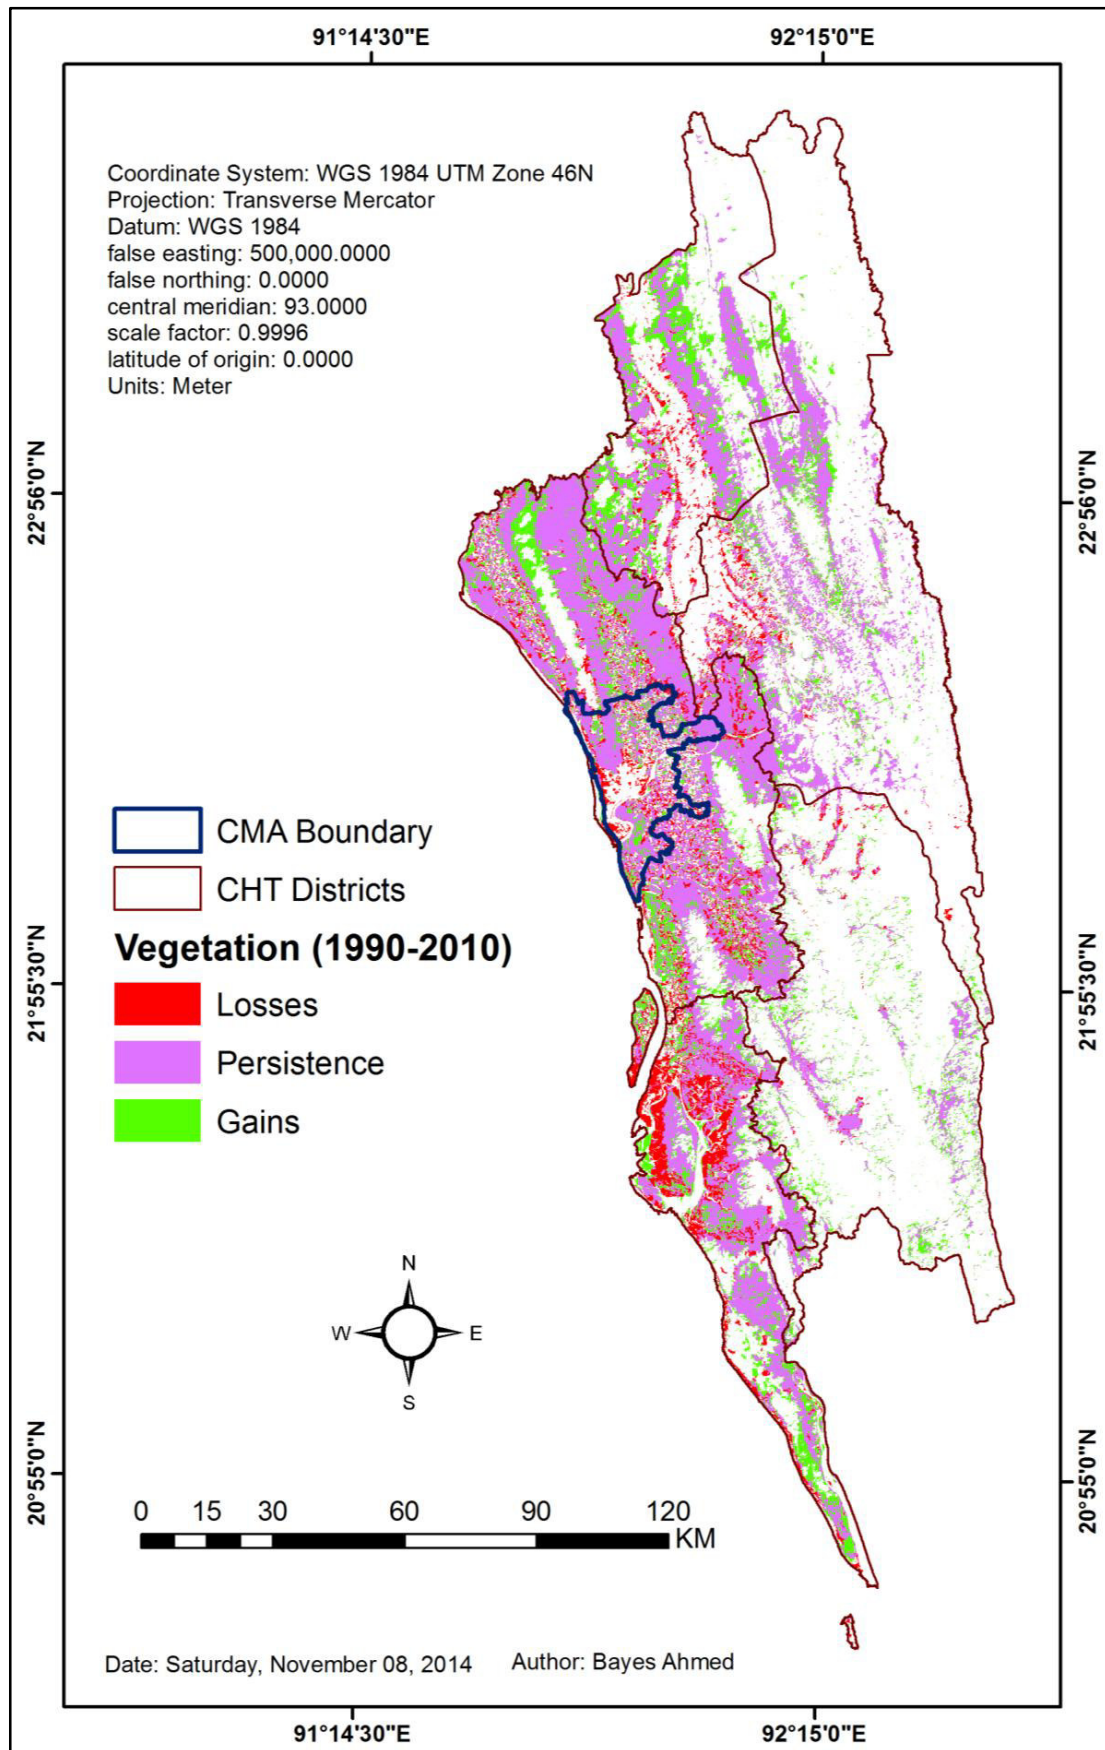 91°14'30"E 92°15'0"E
Coordinate System: WGS 1984 UTM Zone 46N
Projection: Transverse Mercator
Datum: WGS 1984
false easting: 500,000.0000
false northing: 0.0000
central meridian: 93.0000
scale factor: 0.9996
latitude of origin: 0.0000
Units: Meter
22°56'0"N 22°56'0"N
CMA Boundary
CHT Districts
Vegetation (1990-2010)
21°55'30"N 21°55'30"N
Losses
Persistence
Gains
N
W E
S
20°55'0"N 20°55'0"N
0 15 30 60 90 120
KM
Date: Saturday, November 08, 2014 Author: Bayes Ahmed
91°14'30"E 92°15'0"E